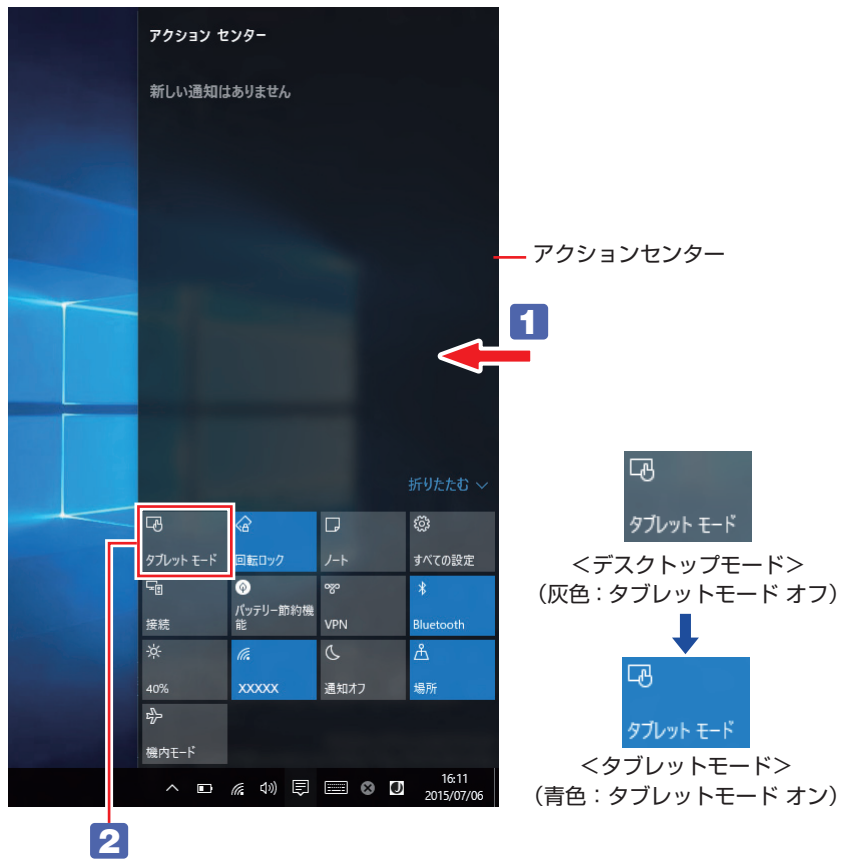 アクション センター
新しい通知はありません
アクションセンター
1
折りたたむ
タブレット モード
回転ロック
ノート
すべての設定
接続
バッテリー節約機
能
VPN
Bluetooth
40%
XXXXX
通知オフ
場所
機内モード
16:11
2015/07/06
2
タブレット モード
＜デスクトップモード＞
（灰色：タブレットモード オフ）
タブレット モード
＜タブレットモード＞
（青色：タブレットモード オン）